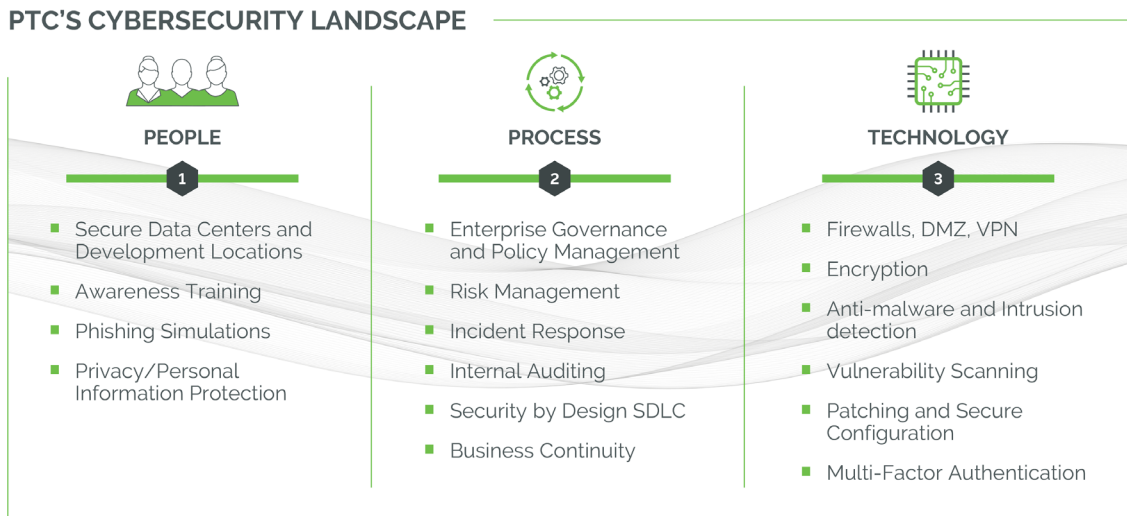 PTC'S CYBERSECURITY LANDSCAPE
PEOPLE
1
Secure Data Centers and
Development Locations
Awareness Training
Phishing Simulations
Privacy/Personal
Information Protection
PROCESS
2
Enterprise Governance
and Policy Management
Risk Management
Incident Response
Internal Auditing
Security by Design SDLC
Business Continuity
TECHNOLOGY
3
Firewalls, DMZ, VPN
Encryption
Anti-malware and Intrusion
detection
Vulnerability Scanning
Patching and Secure
Configuration
Multi-Factor Authentication